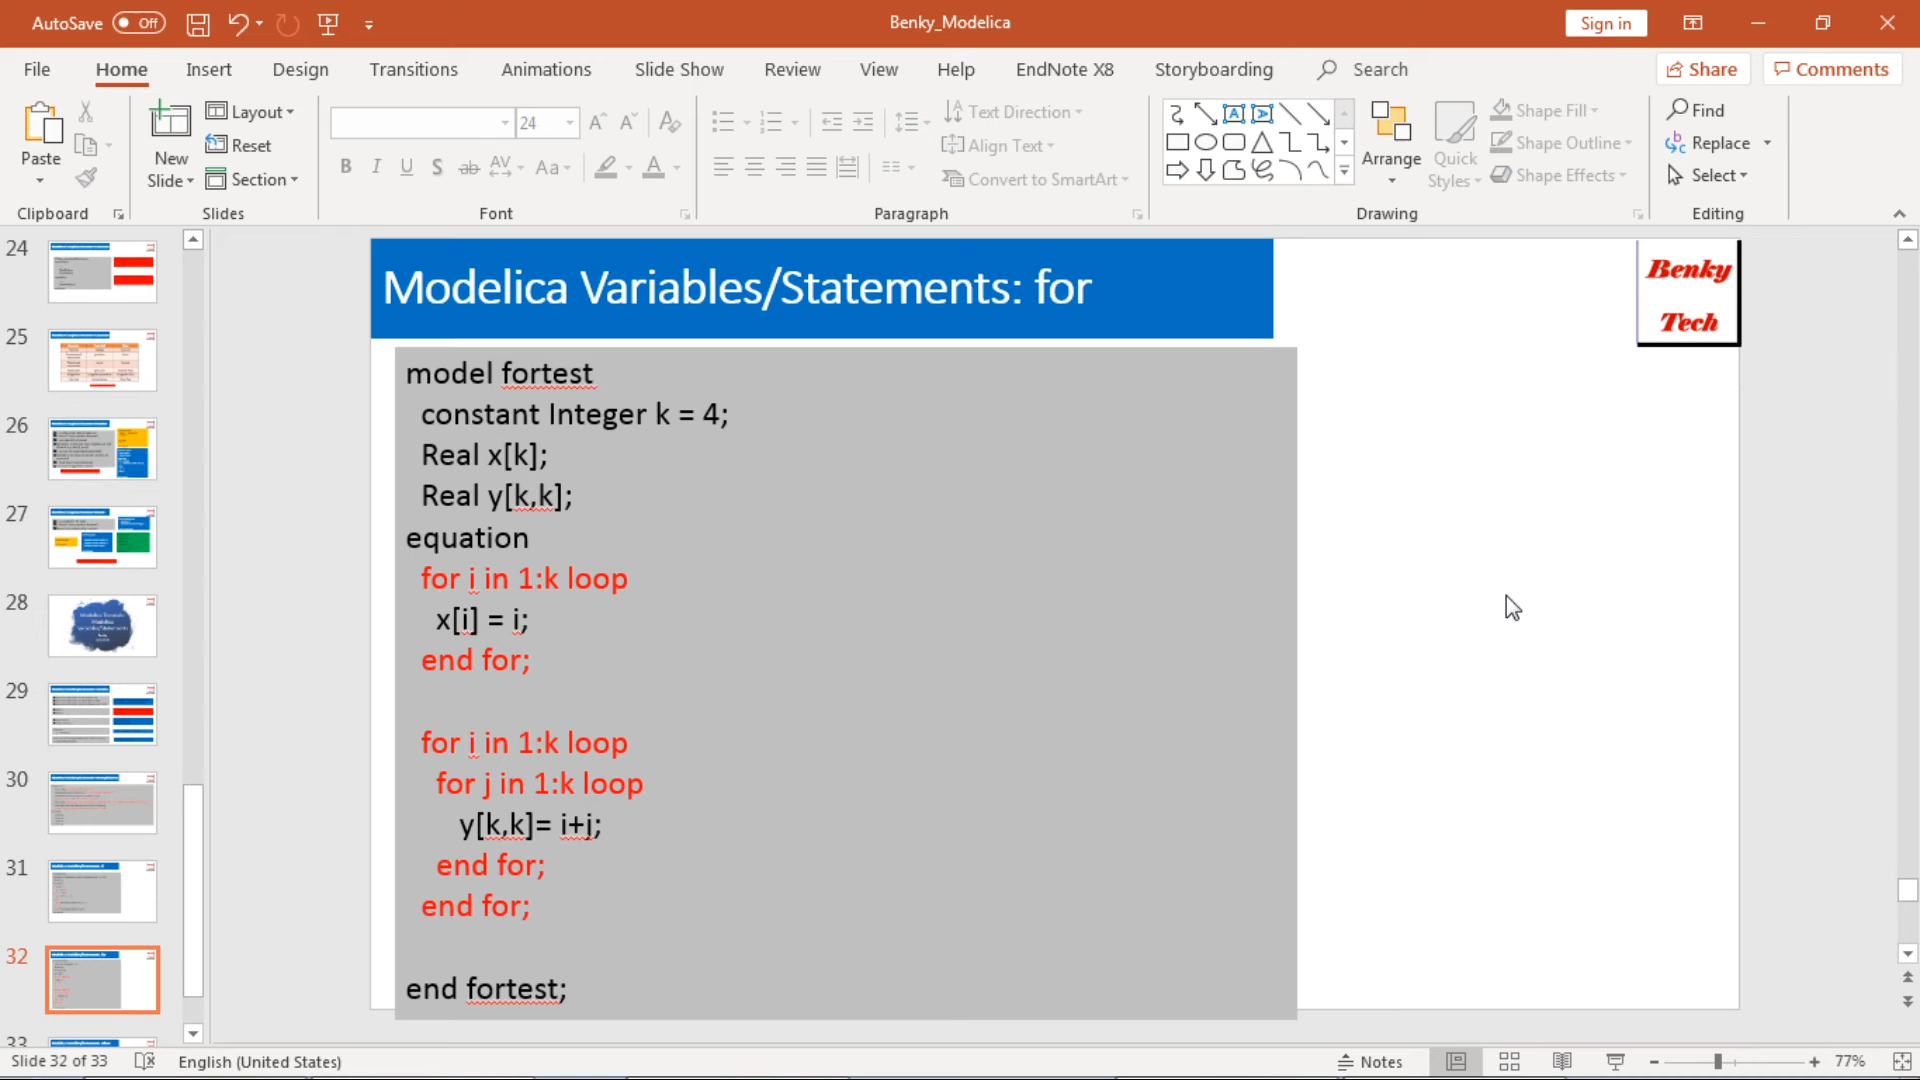 AutoSave Off
Benky_Modelica
Sign in
File Home Insert Design Transitions Animations Slide Show Review View Help EndNote X8 Storyboarding Search Share Comments
Paste
New Slide
Layout
Reset
Section
24
Text Direction
Align Text
Convert to SmartArt
Arrange
Quick Styles
Shape Fill
Shape Outline
Shape Effects
Find
Replace
Select
Clipboard Slides Font Paragraph Drawing Editing
24
25
26
27
28
29
30
31
32
33
Modelica Variables/Statements: for
Benky
Tech
model fortest
constant Integer k = 4;
Real x[k];
Real y[k,k];
equation
for i in 1:k loop
x[i] = i;
end for;
for i in 1:k loop
for j in 1:k loop
y[k,k]= i+j;
end for;
end for;
end fortest;
Slide 32 of 33 English (United States) Notes 77%